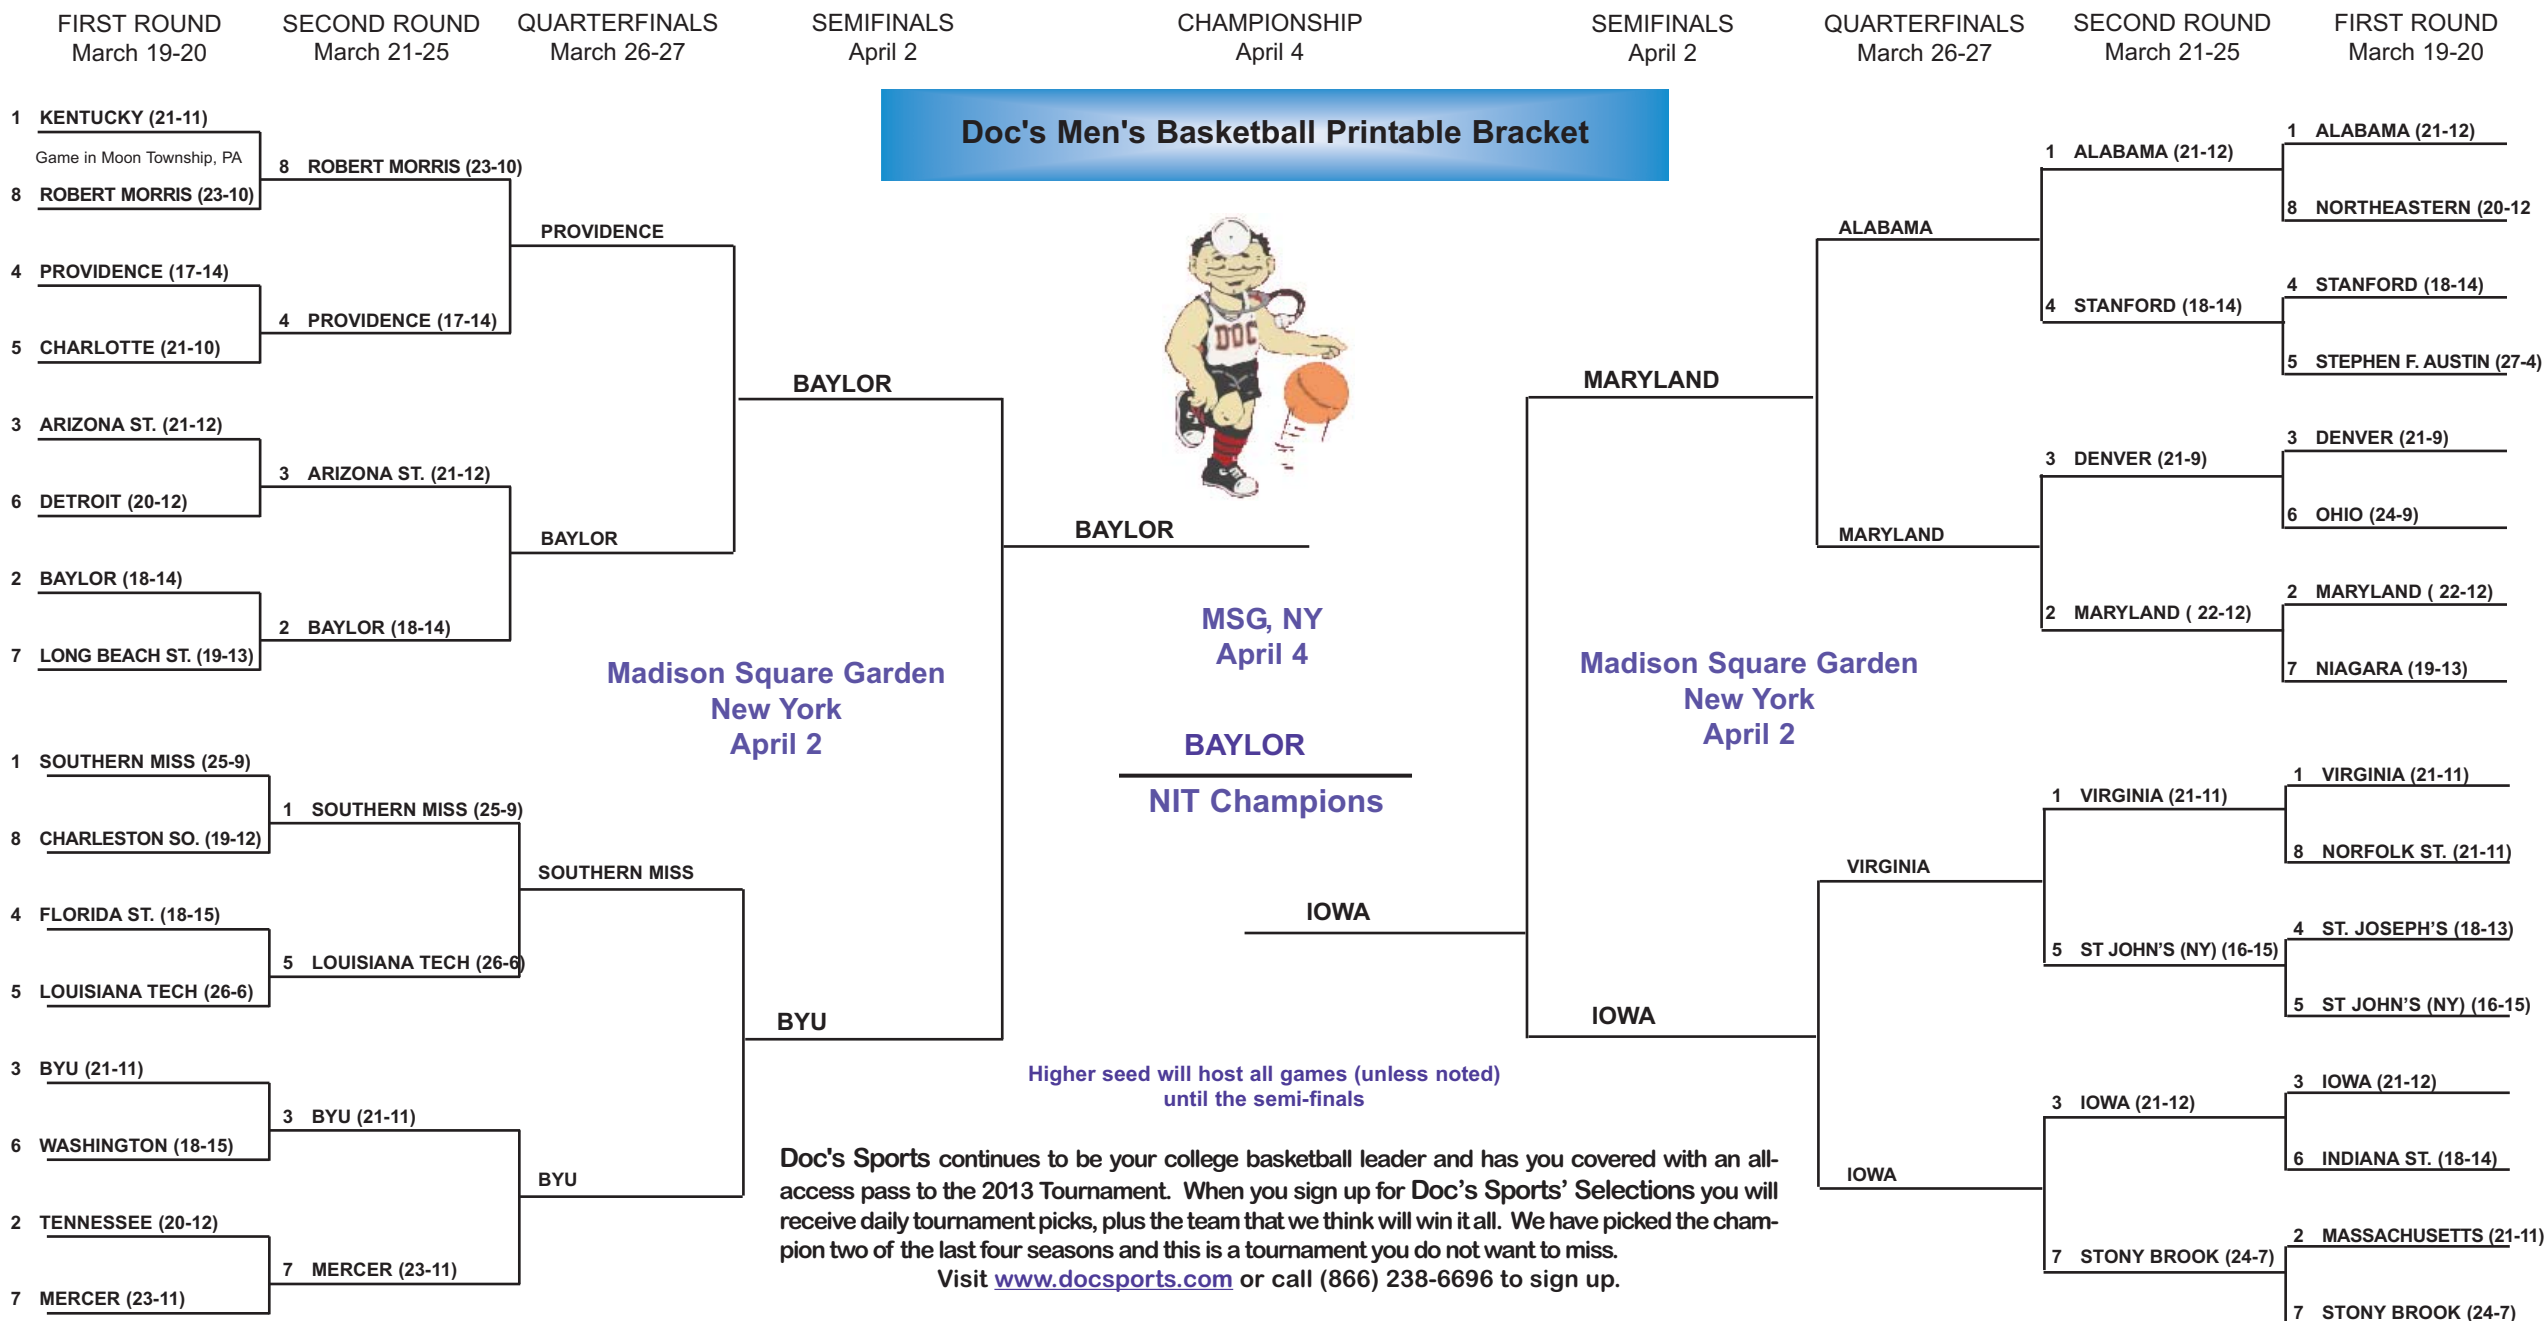 FIRST ROUND
March 19-20
SECOND ROUND
March 21-25
QUARTERFINALS
March 26-27
SEMIFINALS
April 2
CHAMPIONSHIP
April 4
SEMIFINALS
April 2
QUARTERFINALS
March 26-27
SECOND ROUND
March 21-25
FIRST ROUND
March 19-20
Doc's Men's Basketball Printable Bracket
1 KENTUCKY (21-11)
Game in Moon Township, PA
8 ROBERT MORRIS (23-10)
4 PROVIDENCE (17-14)
5 CHARLOTTE (21-10)
3 ARIZONA ST. (21-12)
6 DETROIT (20-12)
2 BAYLOR (18-14)
7 LONG BEACH ST. (19-13)
1 SOUTHERN MISS (25-9)
8 CHARLESTON SO. (19-12)
4 FLORIDA ST. (18-15)
5 LOUISIANA TECH (26-6)
3 BYU (21-11)
6 WASHINGTON (18-15)
2 TENNESSEE (20-12)
7 MERCER (23-11)
8 ROBERT MORRIS (23-10)
4 PROVIDENCE (17-14)
3 ARIZONA ST. (21-12)
2 BAYLOR (18-14)
1 SOUTHERN MISS (25-9)
5 LOUISIANA TECH (26-6)
3 BYU (21-11)
7 MERCER (23-11)
PROVIDENCE
BAYLOR
SOUTHERN MISS
BYU
BAYLOR
Madison Square Garden
New York
April 2
BYU
DOC
BAYLOR
MSG, NY
April 4
BAYLOR
NIT Champions
IOWA
Higher seed will host all games (unless noted)
until the semi-finals
Doc's Sports continues to be your college basketball leader and has you covered with an all-
access pass to the 2013 Tournament. When you sign up for Doc's Sports' Selections you will
receive daily tournament picks, plus the team that we think will win it all. We have picked the cham-
pion two of the last four seasons and this is a tournament you do not want to miss.
Visit www.docsports.com or call (866) 238-6696 to sign up.
MARYLAND
Madison Square Garden
New York
April 2
IOWA
ALABAMA
MARYLAND
VIRGINIA
IOWA
1 ALABAMA (21-12)
4 STANFORD (18-14)
3 DENVER (21-9)
2 MARYLAND ( 22-12)
1 VIRGINIA (21-11)
5 ST JOHN’S (NY) (16-15)
3 IOWA (21-12)
7 STONY BROOK (24-7)
1 ALABAMA (21-12)
8 NORTHEASTERN (20-12
4 STANFORD (18-14)
5 STEPHEN F. AUSTIN (27-4)
3 DENVER (21-9)
6 OHIO (24-9)
2 MARYLAND ( 22-12)
7 NIAGARA (19-13)
1 VIRGINIA (21-11)
8 NORFOLK ST. (21-11)
4 ST. JOSEPH’S (18-13)
5 ST JOHN’S (NY) (16-15)
3 IOWA (21-12)
6 INDIANA ST. (18-14)
2 MASSACHUSETTS (21-11)
7 STONY BROOK (24-7)